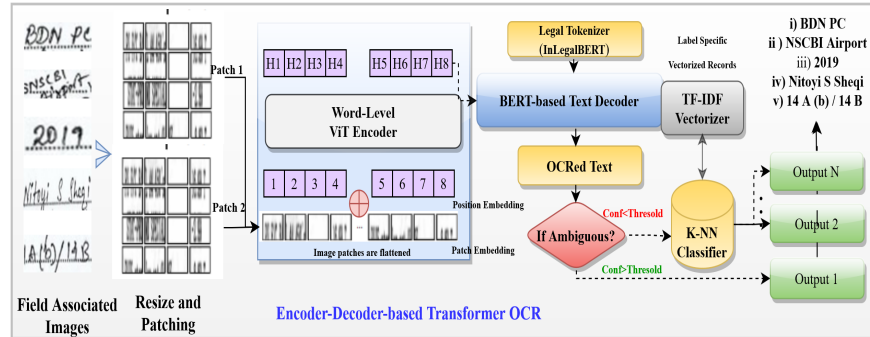 BDN PC
SNSCBI
Airport
2019
Nitoyi S Sheqi
1A(b)/14B
Field Associated
Images
Patch 1
Patch 2
Resize and
Patching
H1 H2 H3 H4
H5 H6 H7 H8
Word-Level
ViT Encoder
1 2 3 4
5 6 7 8
Position Embedding
...
Patch Embedding
Image patches are flattened
Encoder-Decoder-based Transformer OCR
Legal Tokenizer
(InLegalBERT)
BERT-based Text Decoder
OCRed Text
If Ambiguous?
Conf<Thresold
Conf>Thresold
Label Specific
Vectorized Records
TF-IDF
Vectorizer
K-NN
Classifier
i) BDN PC
ii ) NSCBI Airport
iii) 2019
iv) Nitoyi S Sheqi
v) 14 A (b) / 14 B
Output N
Output 2
Output 1